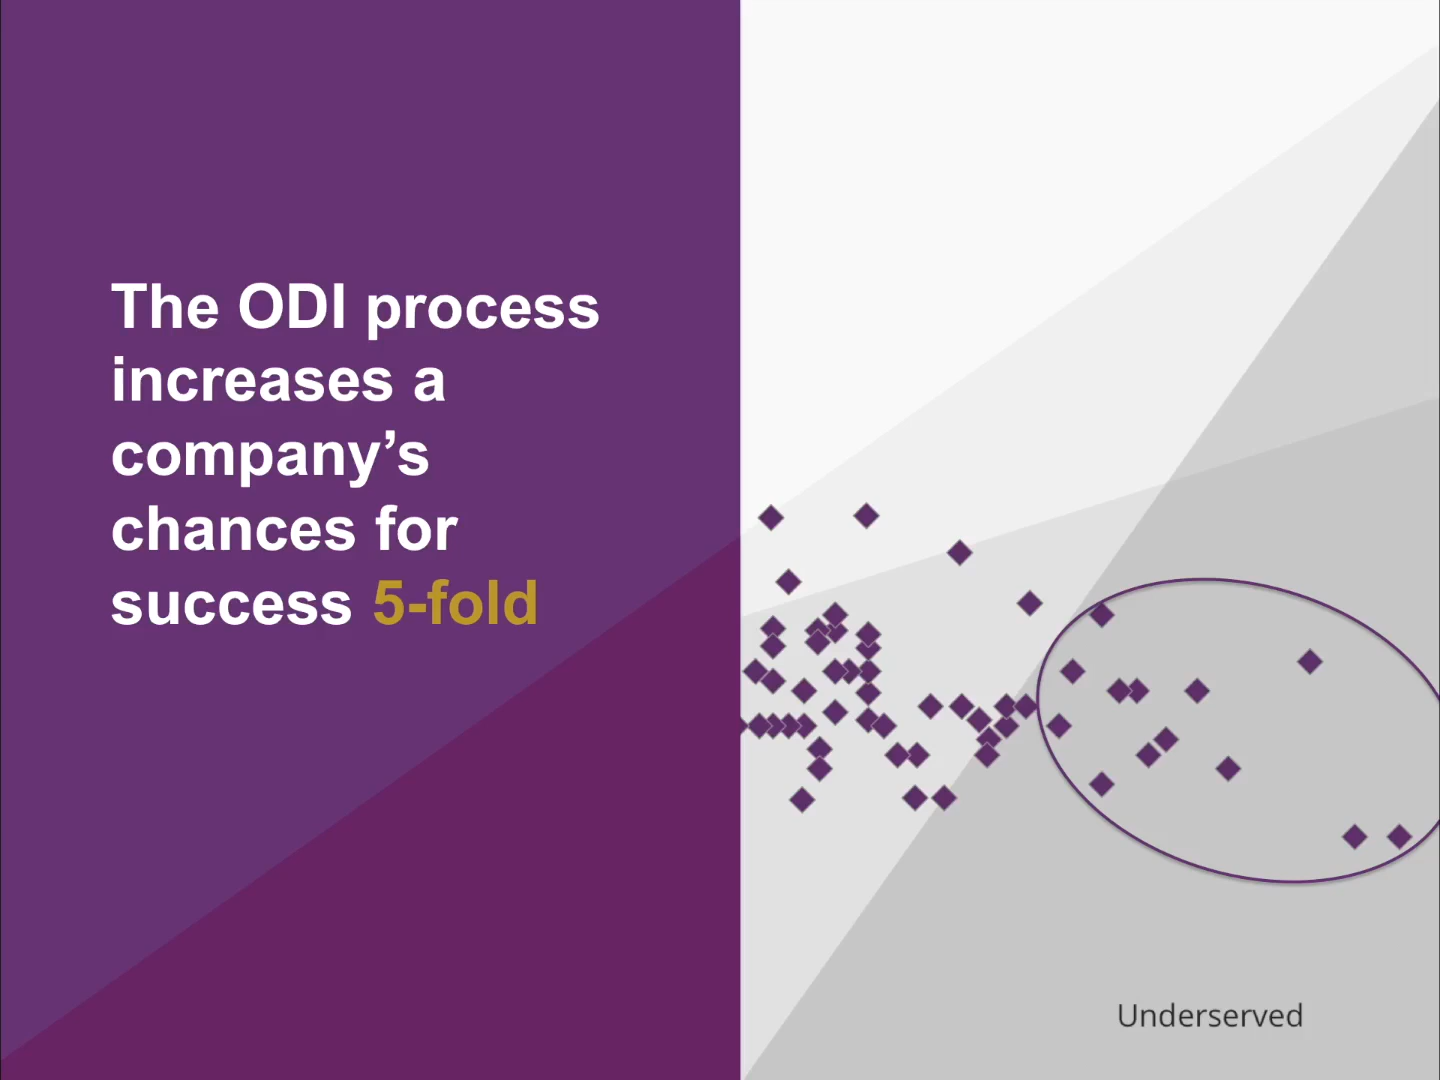 The ODI process
increases a
company’s
chances for
success 5-fold
Underserved